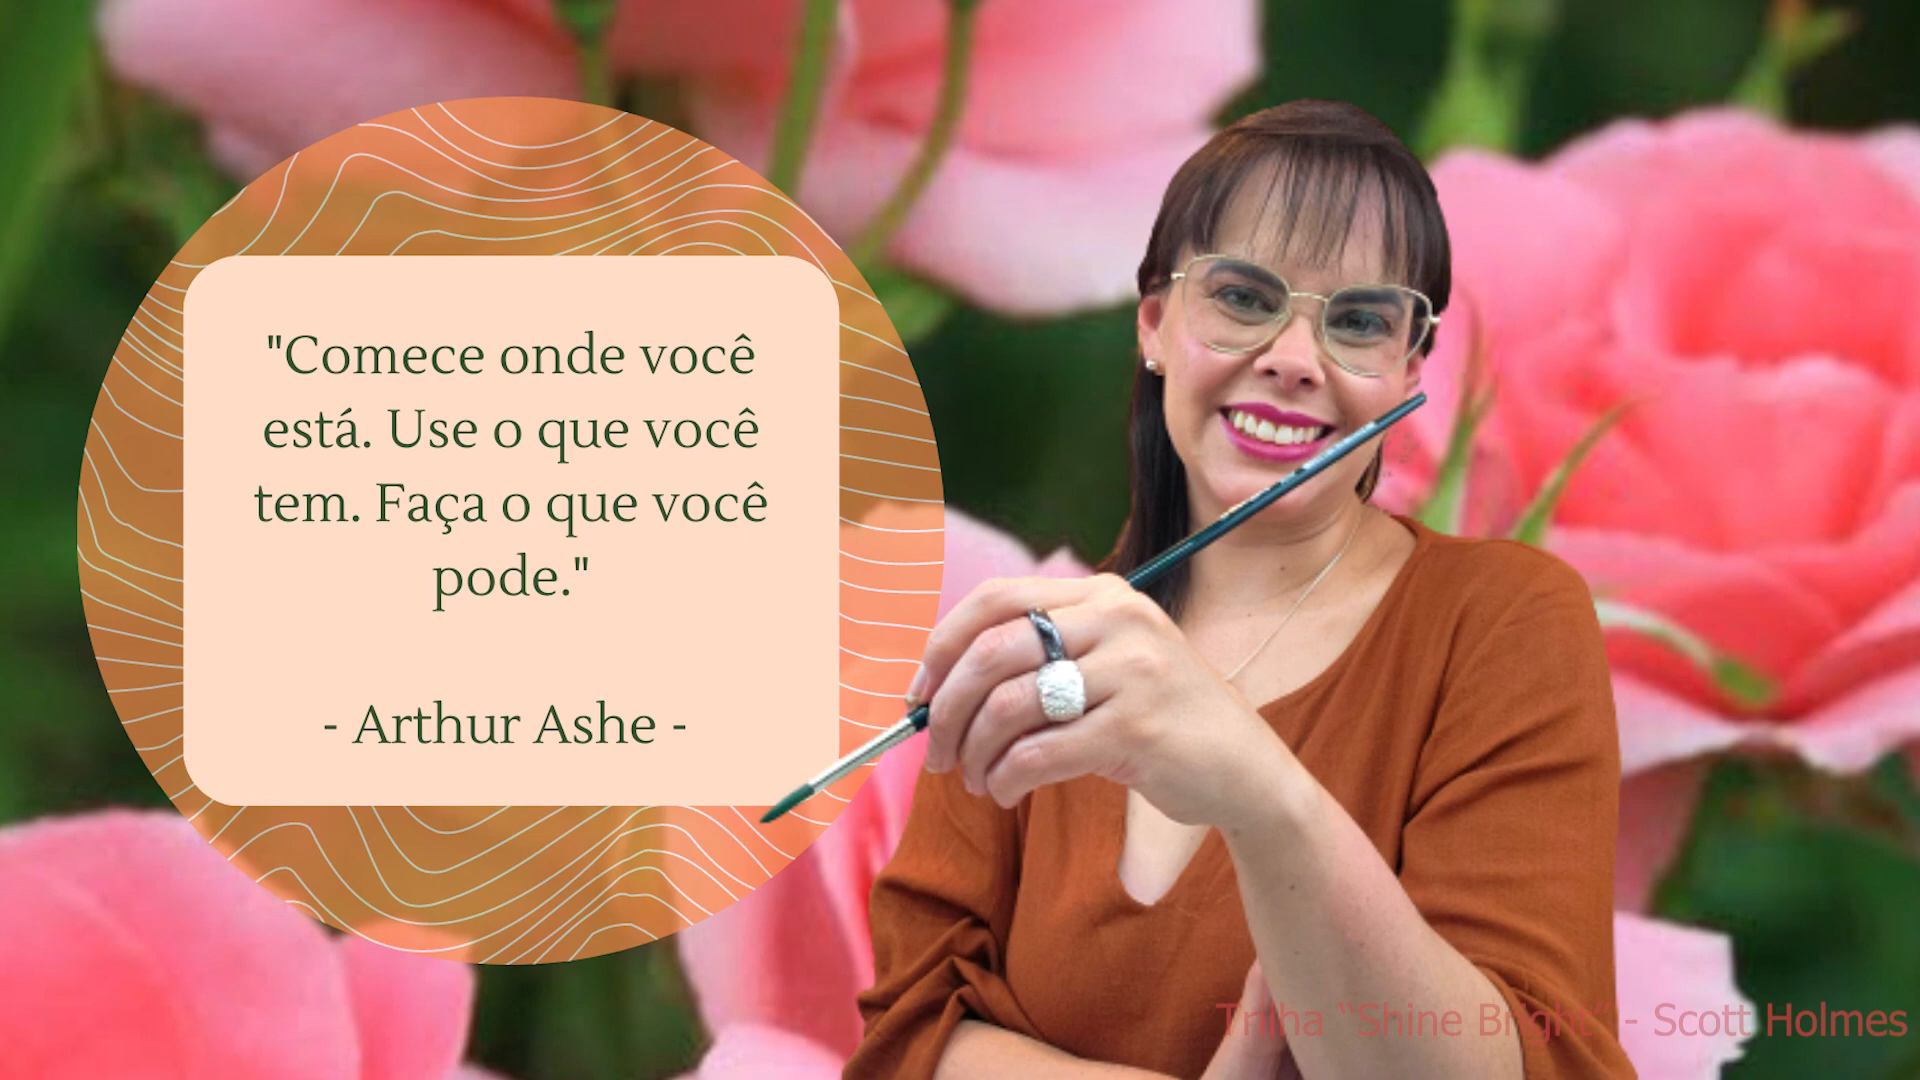 "Comece onde você
está. Use o que você
tem. Faça o que você
pode."
- Arthur Ashe -
Trilha “Shine Bright” - Scott Holmes